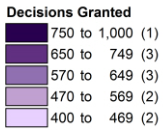 Decisions Granted
750 to 1,000 (1)
650 to 749 (3)
570 to 649 (3)
470 to 569 (2)
400 to 469 (2)